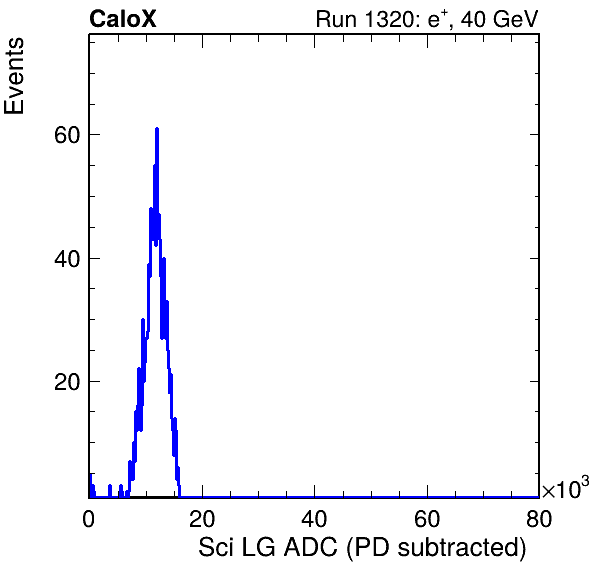 CaloX Run 1320: e⁺, 40 GeV
Events
60
40
20
0 20 40 60 80
×10³
Sci LG ADC (PD subtracted)